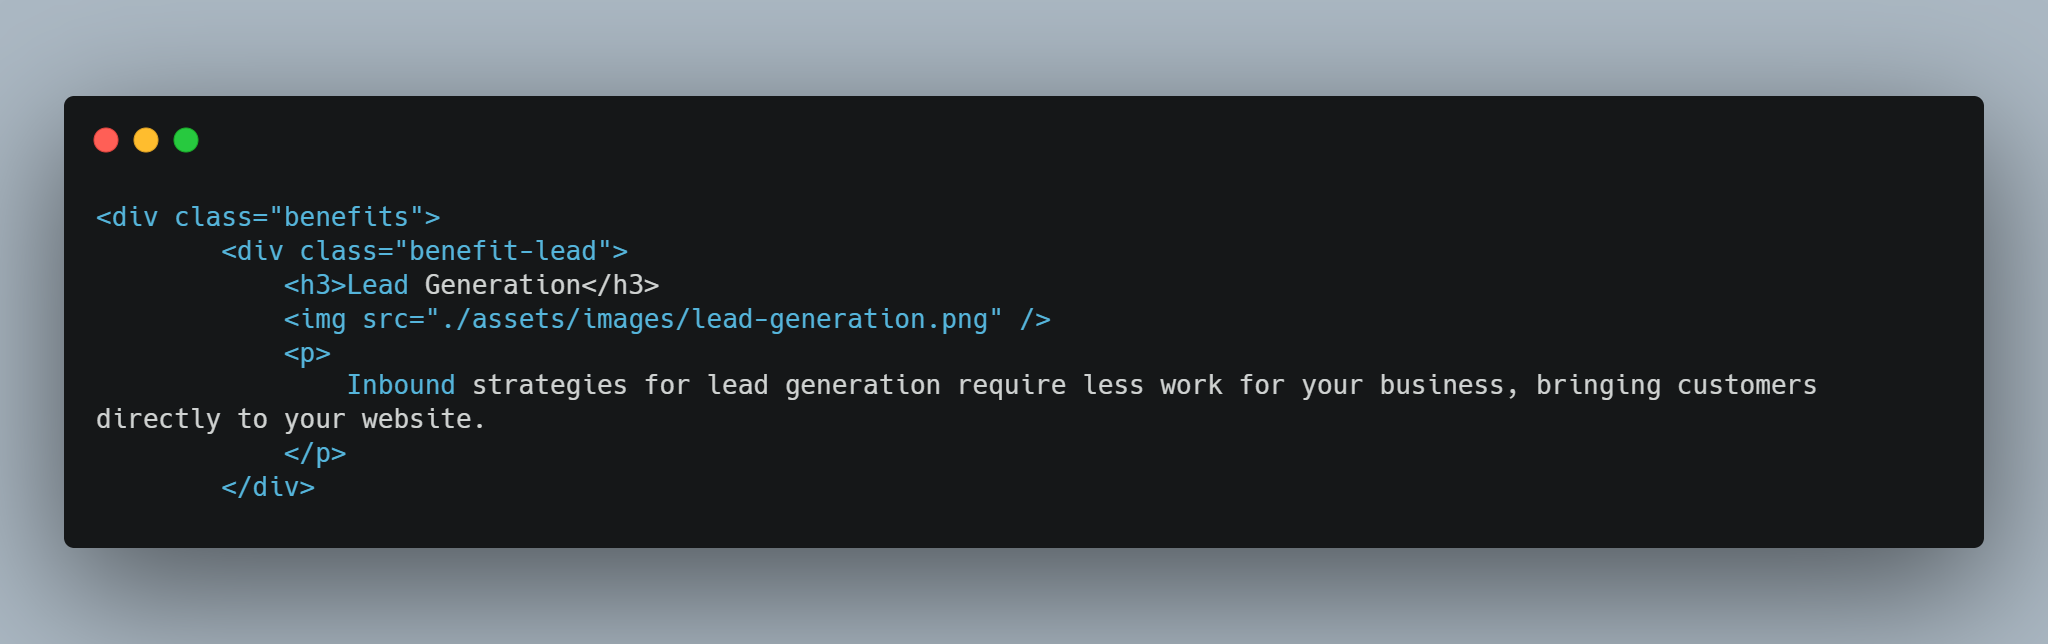 <div class="benefits">
        <div class="benefit-lead">
            <h3>Lead Generation</h3>
            <img src="./assets/images/lead-generation.png" />
            <p>
                Inbound strategies for lead generation require less work for your business, bringing customers
directly to your website.
            </p>
        </div>